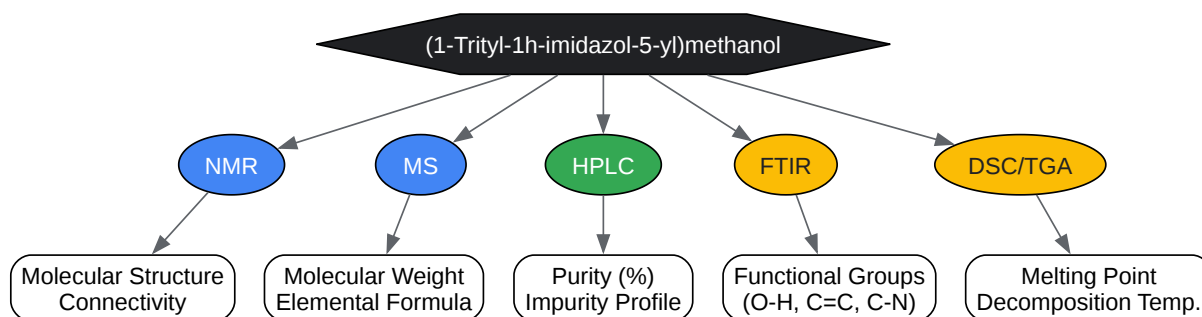 (1-Trityl-1h-imidazol-5-yl)methanol
NMR
MS
HPLC
FTIR
DSC/TGA
Molecular Structure
Connectivity
Molecular Weight
Elemental Formula
Purity (%)
Impurity Profile
Functional Groups
(O-H, C=C, C-N)
Melting Point
Decomposition Temp.